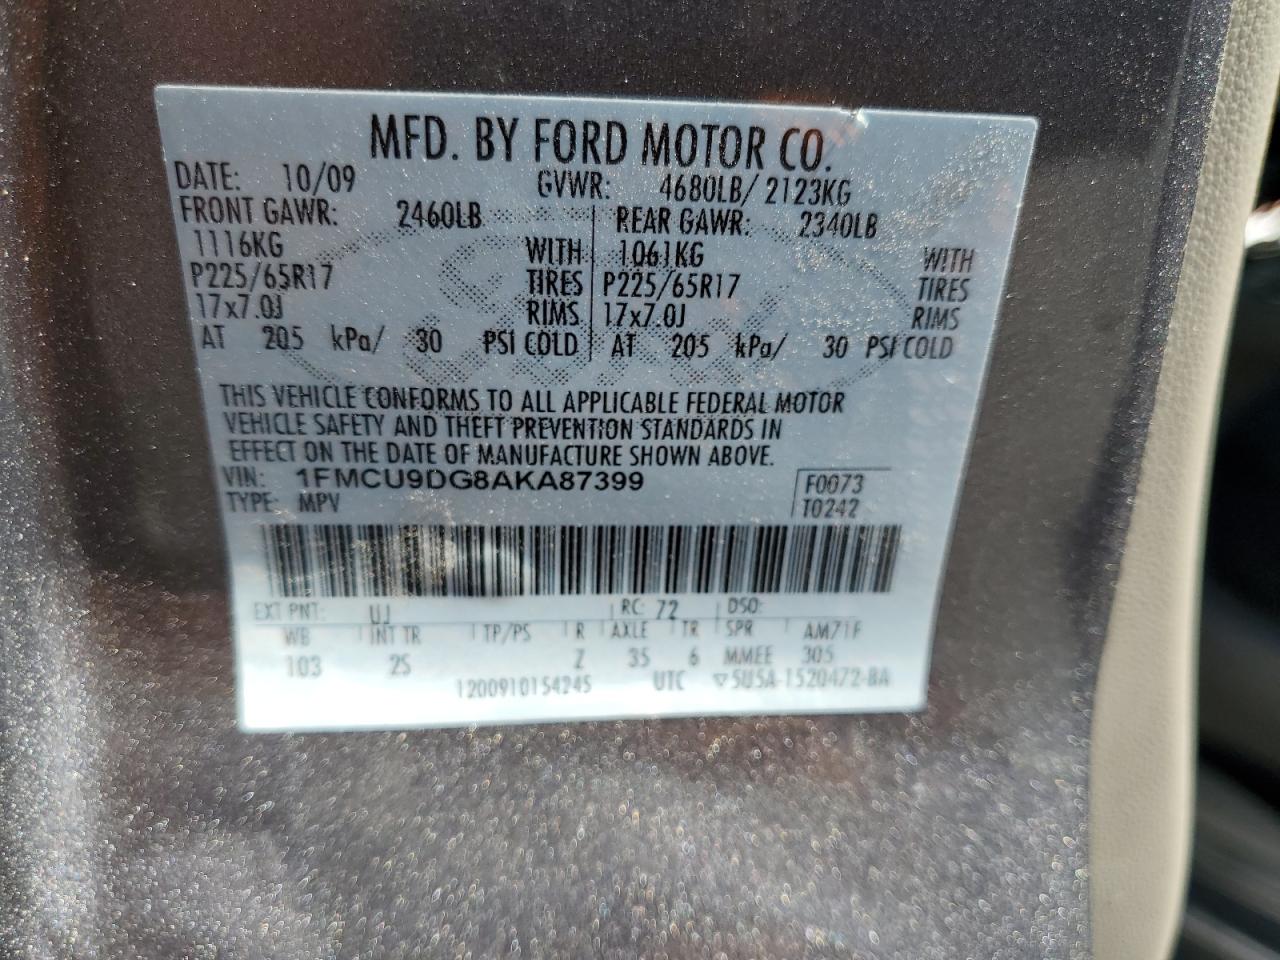 MFD. BY FORD MOTOR CO.
DATE: 10/09 GVWR: 4680LB/ 2123KG
FRONT GAWR: 2460LB REAR GAWR: 2340LB
1116KG WITH 1061KG WITH
P225/65R17 TIRES P225/65R17 TIRES
17x7.0J RIMS 17x7.0J RIMS
AT 205 kPa/ 30 PSI COLD AT 205 kPa/ 30 PSI COLD
THIS VEHICLE CONFORMS TO ALL APPLICABLE FEDERAL MOTOR
VEHICLE SAFETY AND THEFT PREVENTION STANDARDS IN
EFFECT ON THE DATE OF MANUFACTURE SHOWN ABOVE.
VIN: 1FMCU9DG8AKA87399 F0073
TYPE: MPV T0242
EXT PNT: UJ RC: 72 DSO:
WB INT TR TP/PS R AXLE TR SPR AM71F
103 2S Z 35 6 MMEE 305
1200910154245 UTC ▽5U5A-1520472-BA